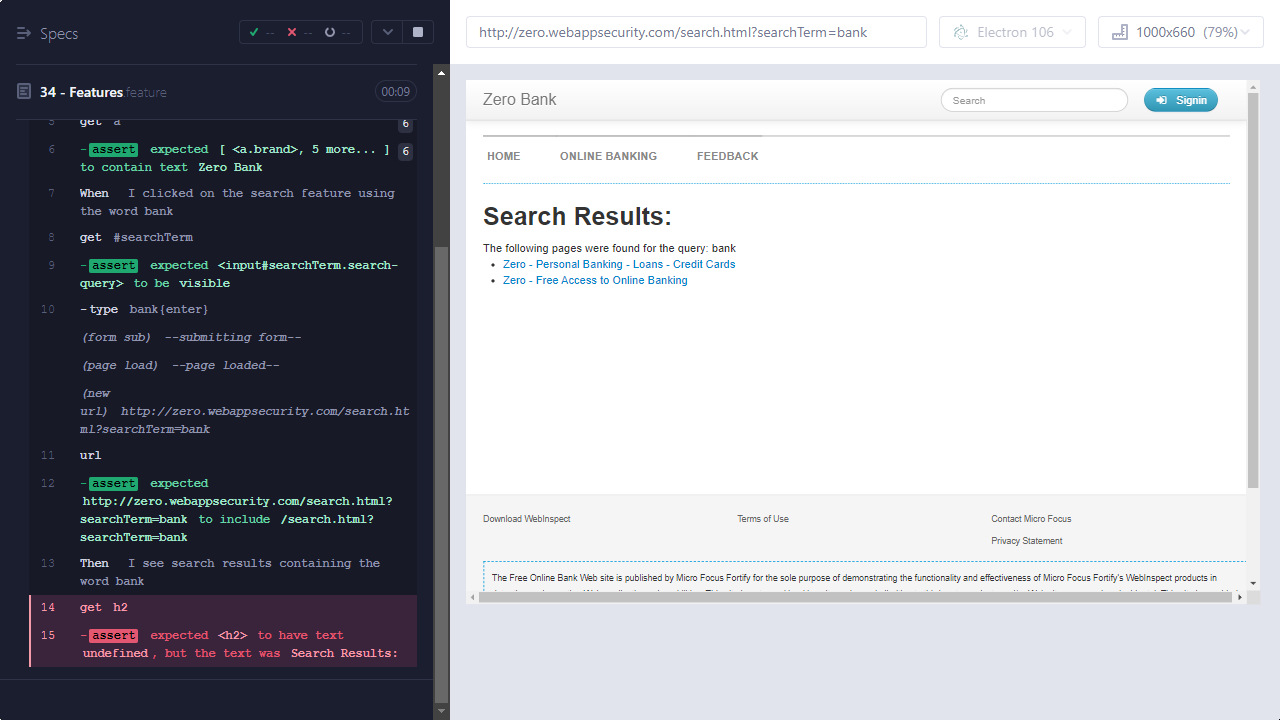 Specs
--
--
--
34 - Features feature
00:09
5 get a
6
6 -assert expected [ <a.brand>, 5 more... ]
6
to contain text Zero Bank
7 When I clicked on the search feature using
the word bank
8 get #searchTerm
9 -assert expected <input#searchTerm.search-
query> to be visible
10 -type bank{enter}
(form sub) --submitting form--
(page load) --page loaded--
(new
url) http://zero.webappsecurity.com/search.ht
ml?searchTerm=bank
11 url
12 -assert expected
http://zero.webappsecurity.com/search.html?
searchTerm=bank to include /search.html?
searchTerm=bank
13 Then I see search results containing the
word bank
14 get h2
15 -assert expected <h2> to have text
undefined, but the text was Search Results:
http://zero.webappsecurity.com/search.html?searchTerm=bank
Electron 106
1000x660 (79%)
Zero Bank
Search
Signin
HOME
ONLINE BANKING
FEEDBACK
Search Results:
The following pages were found for the query: bank
• Zero - Personal Banking - Loans - Credit Cards
• Zero - Free Access to Online Banking
Download WebInspect
Terms of Use
Contact Micro Focus
Privacy Statement
The Free Online Bank Web site is published by Micro Focus Fortify for the sole purpose of demonstrating the functionality and effectiveness of Micro Focus Fortify's WebInspect products in